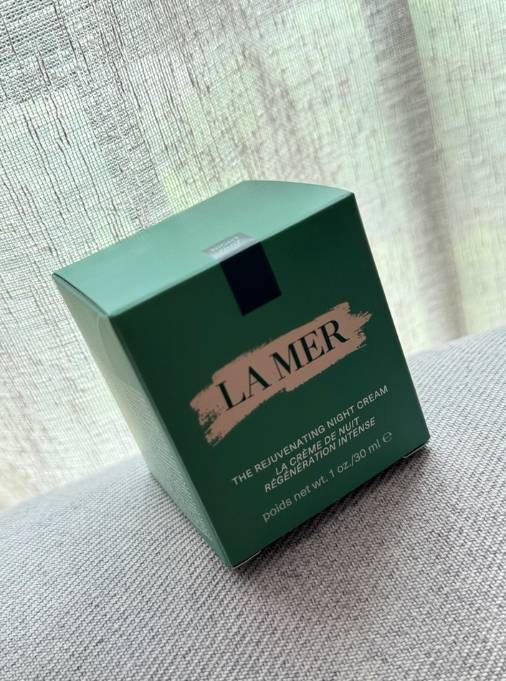 LA MER
THE REJUVENATING NIGHT CREAM
LA CRÈME DE NUIT
RÉGÉNÉRATION INTENSE
poids net wt. 1 oz./30 ml ℮